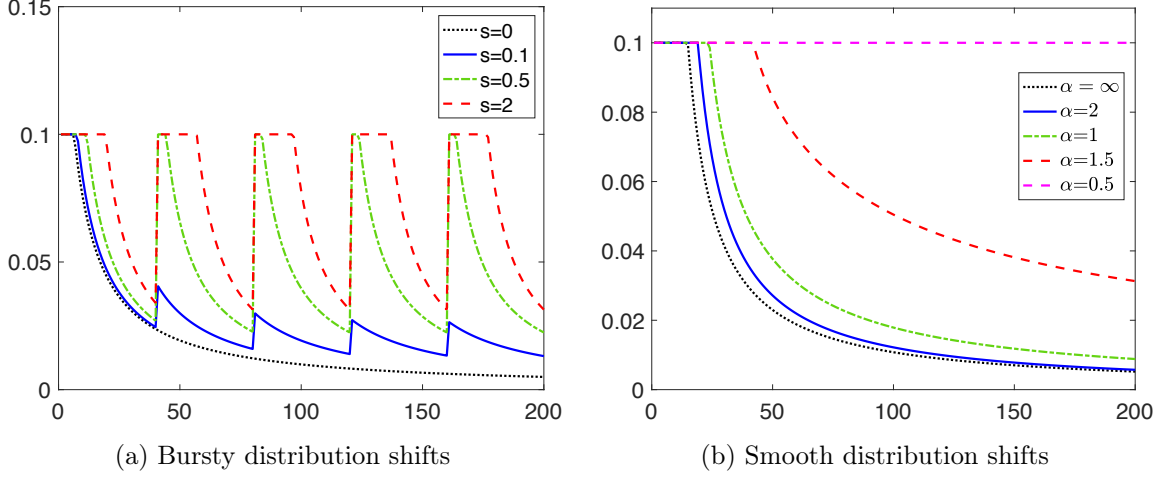 0.15
0.1
0.05
0
0
50
100
150
200
s=0
s=0.1
s=0.5
s=2
(a) Bursty distribution shifts
0.1
0.08
0.06
0.04
0.02
0
0
50
100
150
200
α = ∞
α=2
α=1
α=1.5
α=0.5
(b) Smooth distribution shifts